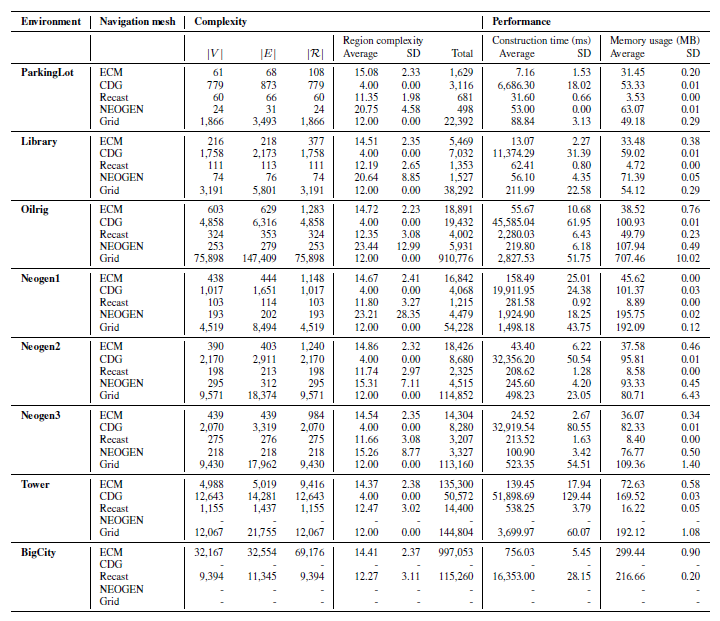 Environment Navigation mesh Complexity Performance
Region complexity Construction time (ms) Memory usage (MB)
|V| |E| |R| Average SD Total Average SD Average SD
ParkingLot ECM 61 68 108 15.08 2.33 1,629 7.16 1.53 31.45 0.20
CDG 779 873 779 4.00 0.00 3,116 6,686.30 18.02 53.33 0.01
Recast 60 66 60 11.35 1.98 681 31.60 0.66 3.53 0.00
NEOGEN 24 31 24 20.75 4.58 498 53.00 0.00 63.07 0.01
Grid 1,866 3,493 1,866 12.00 0.00 22,392 88.84 3.13 49.18 0.29
Library ECM 216 218 377 14.51 2.35 5,469 13.07 2.27 33.48 0.38
CDG 1,758 2,173 1,758 4.00 0.00 7,032 11,374.29 31.39 59.02 0.01
Recast 111 113 111 12.19 2.65 1,353 62.41 0.80 4.72 0.00
NEOGEN 74 76 74 20.64 8.85 1,527 56.10 4.35 71.39 0.05
Grid 3,191 5,801 3,191 12.00 0.00 38,292 211.99 22.58 54.12 0.29
Oilrig ECM 603 629 1,283 14.72 2.23 18,891 55.67 10.68 38.52 0.76
CDG 4,858 6,316 4,858 4.00 0.00 19,432 45,585.04 61.95 100.93 0.01
Recast 324 353 324 12.35 3.08 4,002 2,280.03 6.43 49.79 0.23
NEOGEN 253 279 253 23.44 12.99 5,931 219.80 6.18 107.94 0.49
Grid 75,898 147,409 75,898 12.00 0.00 910,776 2,827.53 51.75 707.46 10.02
Neogen1 ECM 438 444 1,148 14.67 2.41 16,842 158.49 25.01 45.62 0.00
CDG 1,017 1,651 1,017 4.00 0.00 4,068 19,911.95 24.38 101.37 0.03
Recast 103 114 103 11.80 3.27 1,215 281.58 0.92 8.89 0.00
NEOGEN 193 202 193 23.21 28.35 4,479 1,924.90 18.25 195.75 0.02
Grid 4,519 8,494 4,519 12.00 0.00 54,228 1,498.18 43.75 192.09 0.12
Neogen2 ECM 390 403 1,240 14.86 2.32 18,426 43.40 6.22 37.58 0.46
CDG 2,170 2,911 2,170 4.00 0.00 8,680 32,356.20 50.54 95.81 0.01
Recast 198 213 198 11.74 2.97 2,325 208.62 1.28 8.58 0.00
NEOGEN 295 312 295 15.31 7.11 4,515 245.60 4.20 93.33 0.45
Grid 9,571 18,374 9,571 12.00 0.00 114,852 498.23 23.05 80.71 6.43
Neogen3 ECM 439 439 984 14.54 2.35 14,304 24.52 2.67 36.07 0.34
CDG 2,070 3,319 2,070 4.00 0.00 8,280 32,919.54 80.55 82.33 0.01
Recast 275 276 275 11.66 3.08 3,207 213.52 1.63 8.40 0.00
NEOGEN 218 218 218 15.26 8.77 3,327 100.90 3.42 76.77 0.50
Grid 9,430 17,962 9,430 12.00 0.00 113,160 523.35 54.51 109.36 1.40
Tower ECM 4,988 5,019 9,416 14.37 2.38 135,300 139.45 17.94 72.63 0.58
CDG 12,643 14,281 12,643 4.00 0.00 50,572 51,898.69 129.44 169.52 0.03
Recast 1,155 1,437 1,155 12.47 3.02 14,400 538.25 3.79 16.22 0.05
NEOGEN - - - - - - - - - -
Grid 12,067 21,755 12,067 12.00 0.00 144,804 3,699.97 60.07 192.12 1.08
BigCity ECM 32,167 32,554 69,176 14.41 2.37 997,053 756.03 5.45 299.44 0.90
CDG - - - - - - - - - -
Recast 9,394 11,345 9,394 12.27 3.11 115,260 16,353.00 28.15 216.66 0.20
NEOGEN - - - - - - - - - -
Grid - - - - - - - - - -